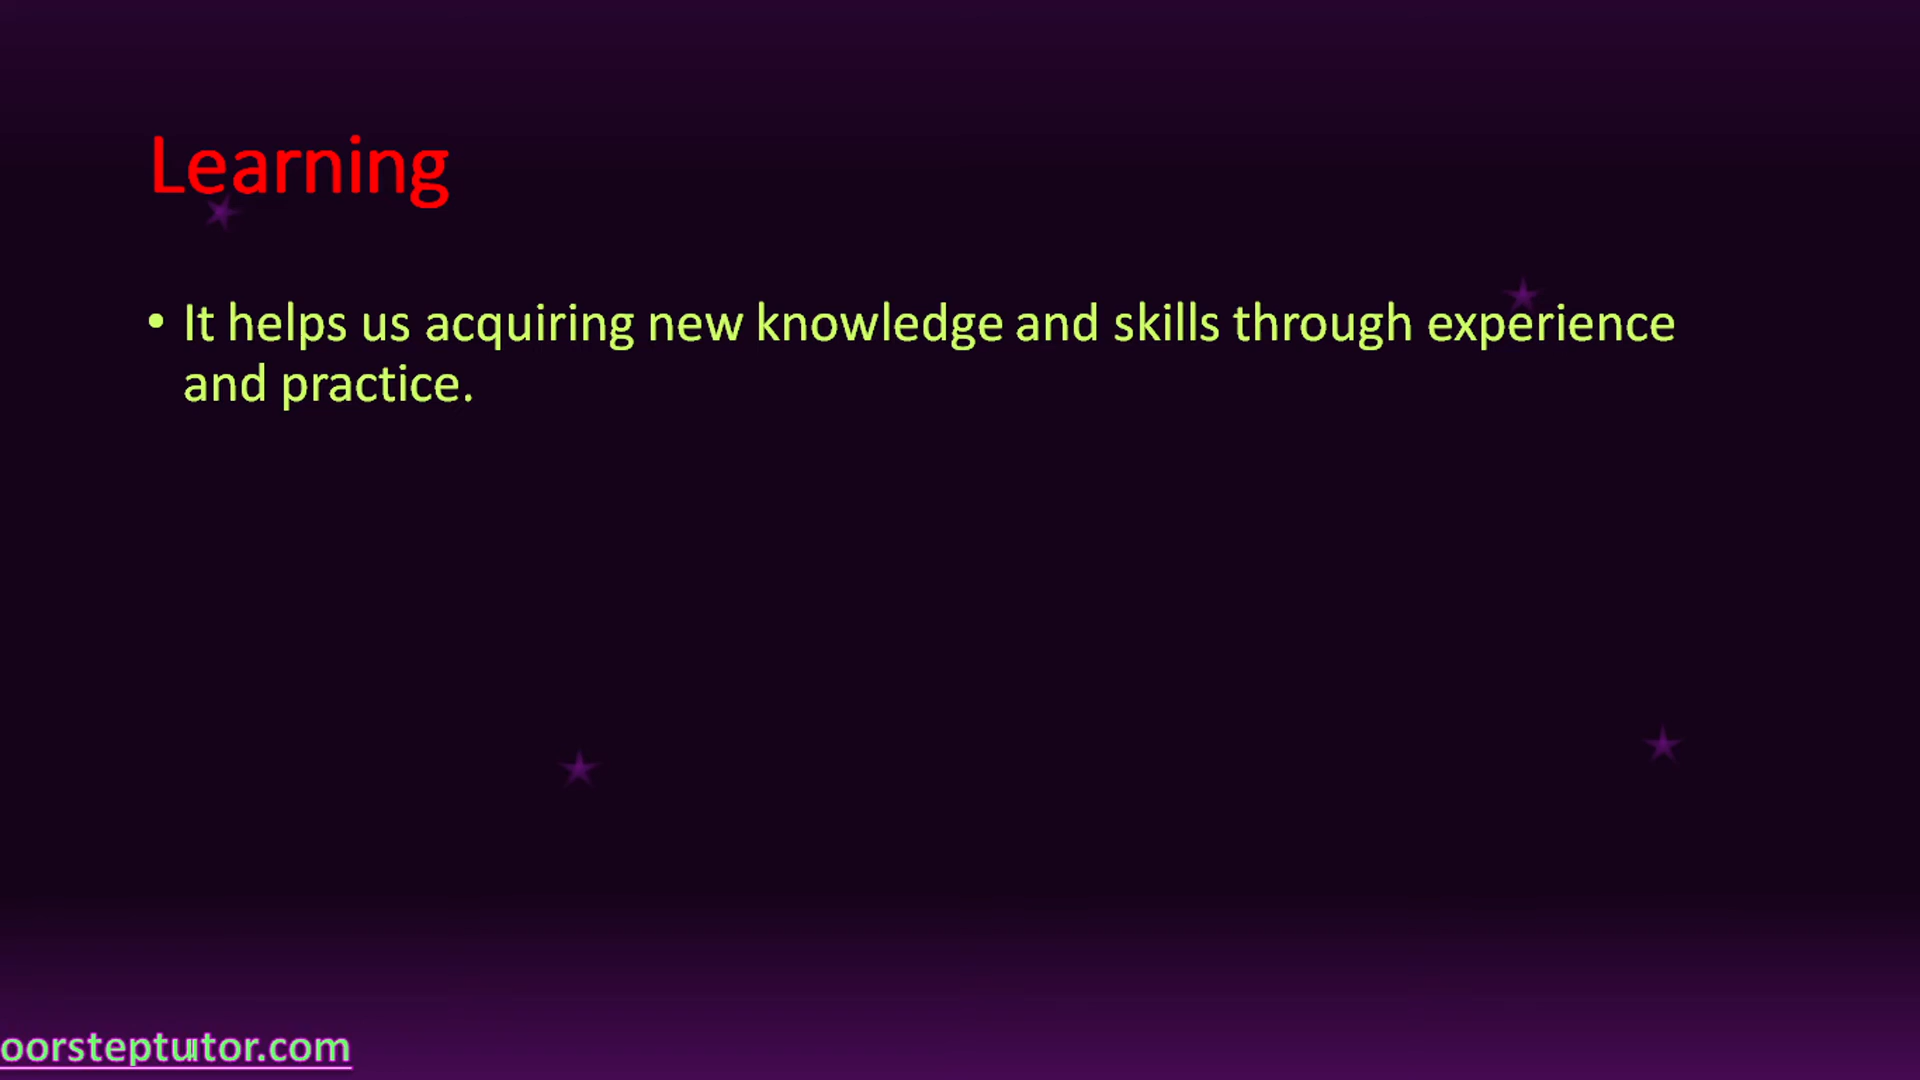 Learning
• It helps us acquiring new knowledge and skills through experience
and practice.
oorsteptutor.com